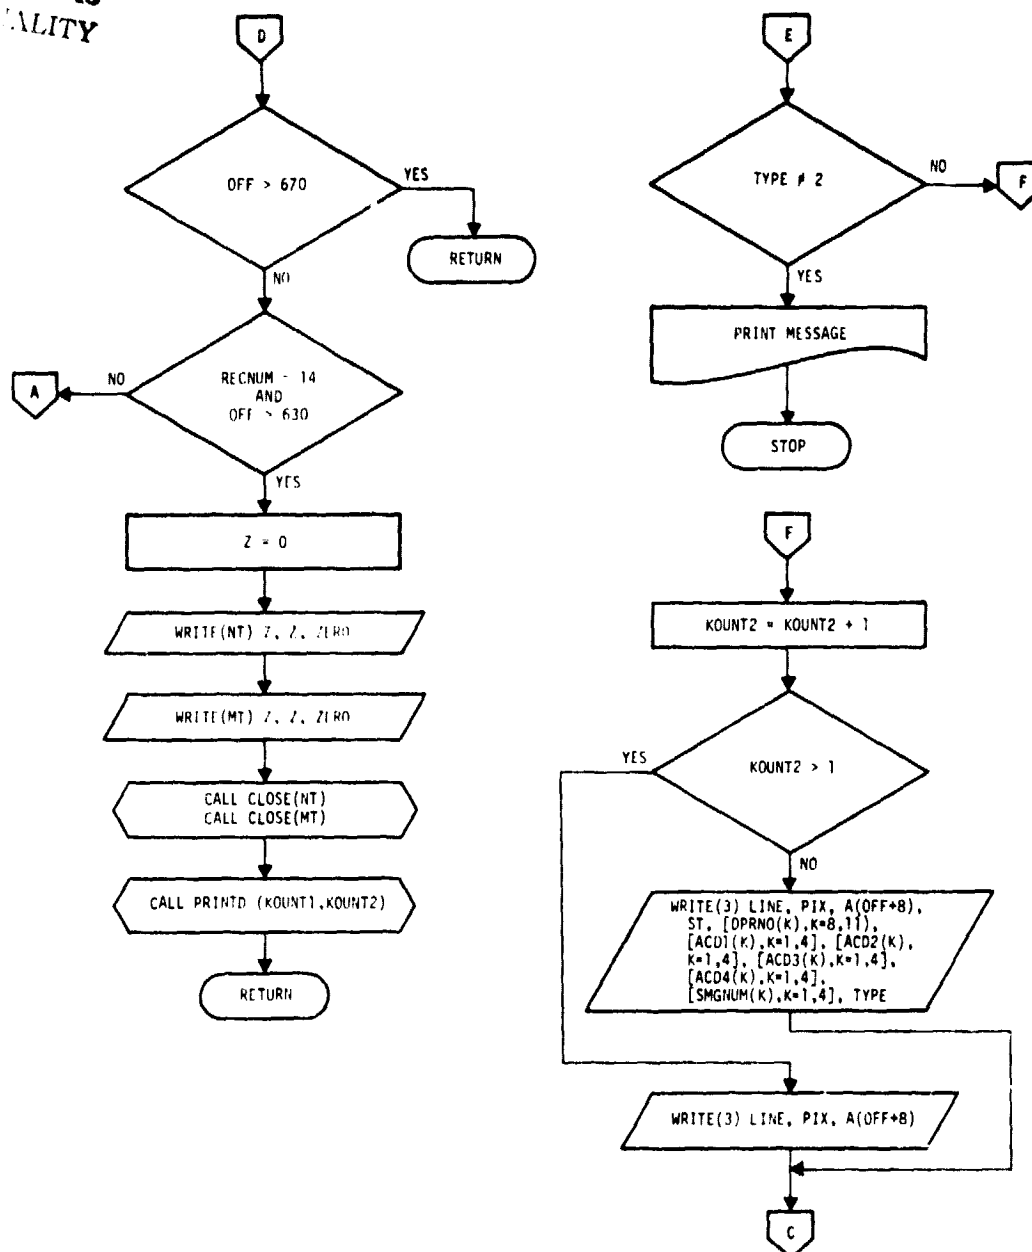 ALITY
D
OFF > 670
YES
RETURN
NO
RECNUM = 14
AND
OFF > 630
NO
A
YES
Z = 0
WRITE(NT) Z, Z, ZERO
WRITE(MT) Z, Z, ZERO
CALL CLOSE(NT)
CALL CLOSE(MT)
CALL PRINTD (KOUNT1,KOUNT2)
RETURN
E
TYPE ≠ 2
NO
F
YES
PRINT MESSAGE
STOP
F
KOUNT2 = KOUNT2 + 1
YES
KOUNT2 > 1
NO
WRITE(3) LINE, PIX, A(OFF+8),
ST, [DPRNO(K),K=8,11),
[ACD1(K),K=1,4], [ACD2(K),
K=1,4], [ACD3(K),K=1,4],
[ACD4(K),K=1,4],
[SMGNUM(K),K=1,4], TYPE
WRITE(3) LINE, PIX, A(OFF+8)
C